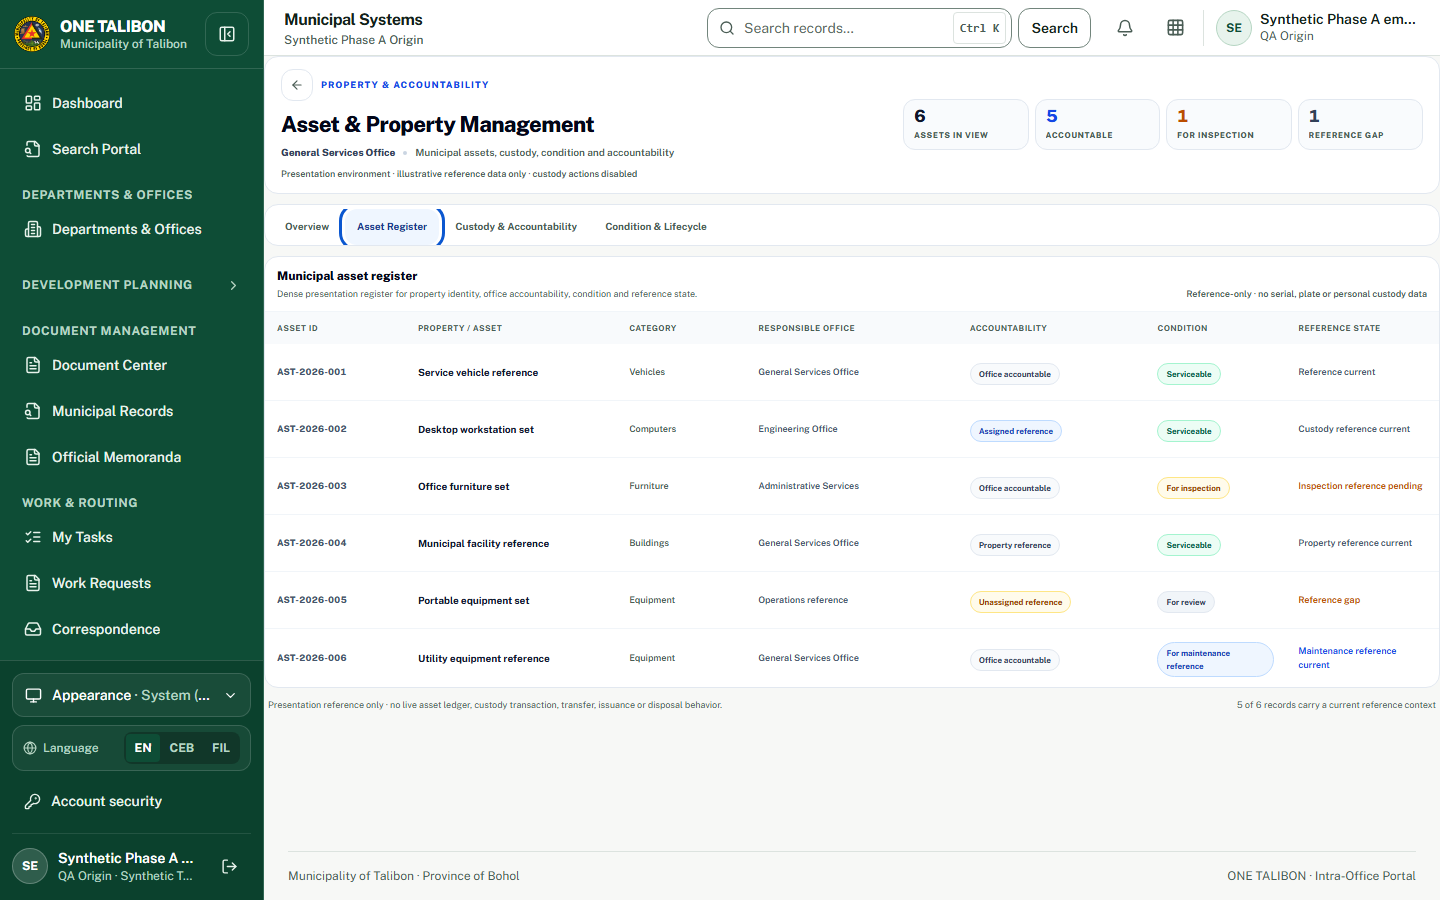 ONE TALIBON
Municipality of Talibon
Dashboard
Search Portal
DEPARTMENTS & OFFICES
Departments & Offices
DEVELOPMENT PLANNING
DOCUMENT MANAGEMENT
Document Center
Municipal Records
Official Memoranda
WORK & ROUTING
My Tasks
Work Requests
Correspondence
Appearance · System (...
Language EN CEB FIL
Account security
SE Synthetic Phase A ...
QA Origin · Synthetic T...
Municipal Systems
Synthetic Phase A Origin
Search records... Ctrl K Search
SE Synthetic Phase A em...
QA Origin
PROPERTY & ACCOUNTABILITY
Asset & Property Management
General Services Office • Municipal assets, custody, condition and accountability
Presentation environment · illustrative reference data only · custody actions disabled
6 ASSETS IN VIEW
5 ACCOUNTABLE
1 FOR INSPECTION
1 REFERENCE GAP
Overview Asset Register Custody & Accountability Condition & Lifecycle
Municipal asset register
Dense presentation register for property identity, office accountability, condition and reference state.
Reference-only · no serial, plate or personal custody data
ASSET ID PROPERTY / ASSET CATEGORY RESPONSIBLE OFFICE ACCOUNTABILITY CONDITION REFERENCE STATE
AST-2026-001 Service vehicle reference Vehicles General Services Office Office accountable Serviceable Reference current
AST-2026-002 Desktop workstation set Computers Engineering Office Assigned reference Serviceable Custody reference current
AST-2026-003 Office furniture set Furniture Administrative Services Office accountable For inspection Inspection reference pending
AST-2026-004 Municipal facility reference Buildings General Services Office Property reference Serviceable Property reference current
AST-2026-005 Portable equipment set Equipment Operations reference Unassigned reference For review Reference gap
AST-2026-006 Utility equipment reference Equipment General Services Office Office accountable For maintenance reference Maintenance reference current
Presentation reference only · no live asset ledger, custody transaction, transfer, issuance or disposal behavior.
5 of 6 records carry a current reference context
Municipality of Talibon · Province of Bohol
ONE TALIBON · Intra-Office Portal